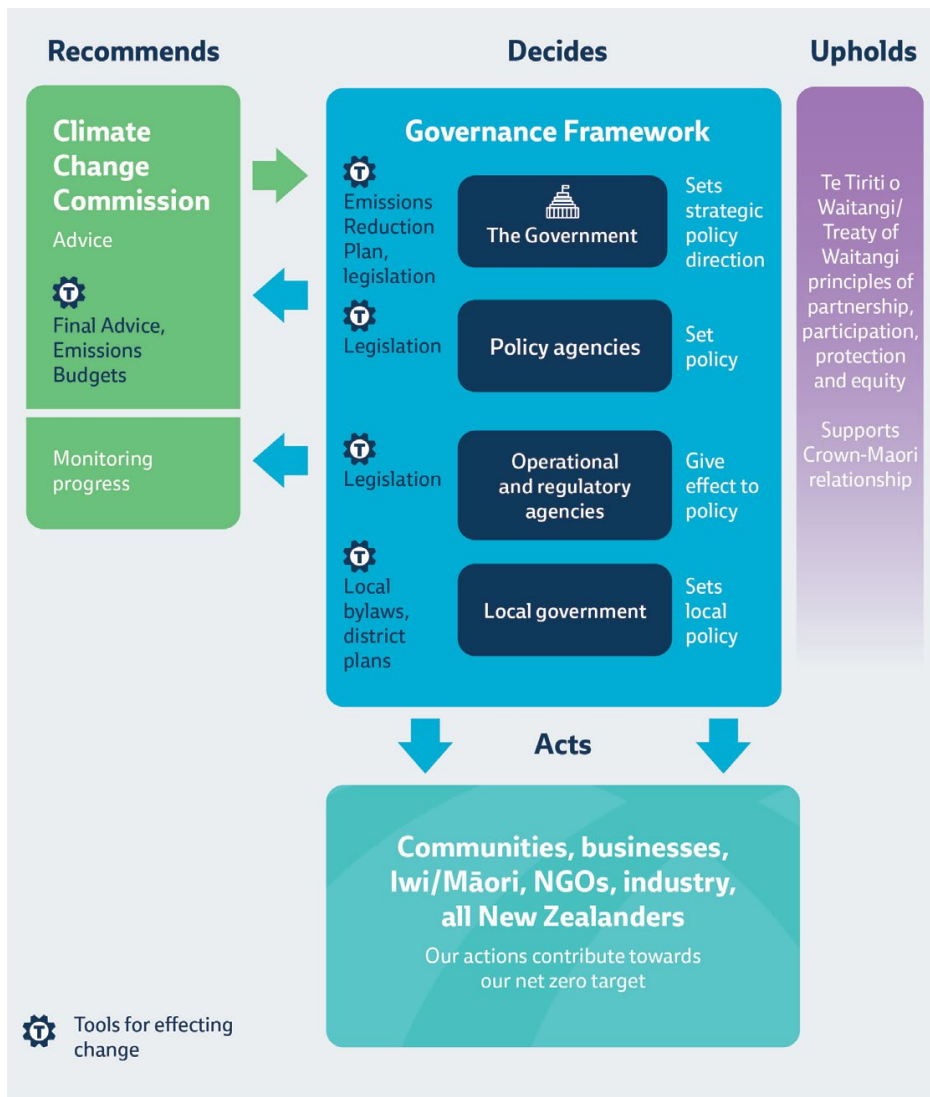 Recommends
Climate
Change
Commission
Advice
T
Final Advice,
Emissions
Budgets
Monitoring
progress
Decides
Governance Framework
T
Emissions
Reduction
Plan,
legislation
The Government
Sets
strategic
policy
direction
T
Legislation
Policy agencies
Set
policy
T
Legislation
Operational
and regulatory
agencies
Give
effect to
policy
T
Local
bylaws,
district
plans
Local government
Sets
local
policy
Upholds
Te Tiriti o
Waitangi/
Treaty of
Waitangi
principles of
partnership,
participation,
protection
and equity
Supports
Crown-Maori
relationship
Acts
Communities, businesses,
Iwi/Māori, NGOs, industry,
all New Zealanders
Our actions contribute towards
our net zero target
T
Tools for effecting
change